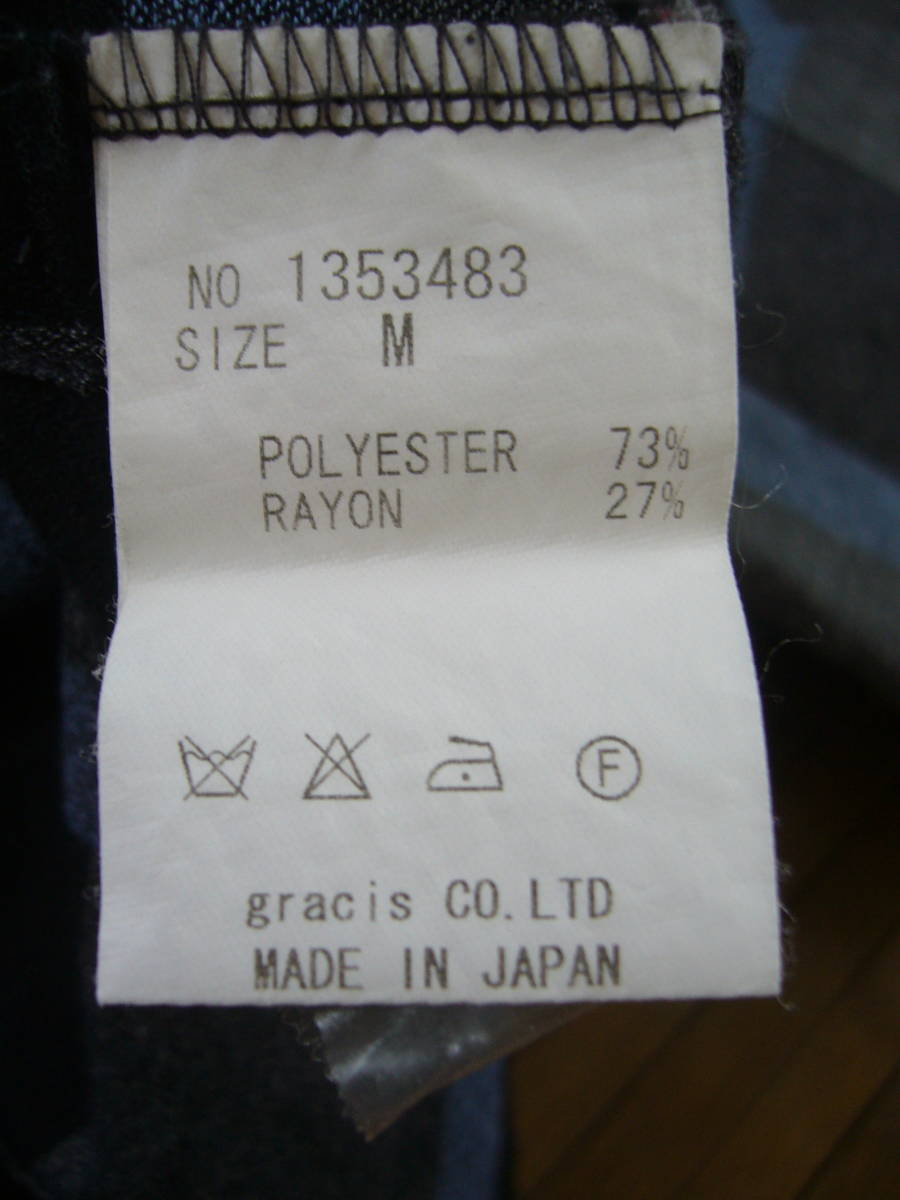 NO 1353483
SIZE M
POLYESTER 73%
RAYON 27%
F
gracis CO.LTD
MADE IN JAPAN